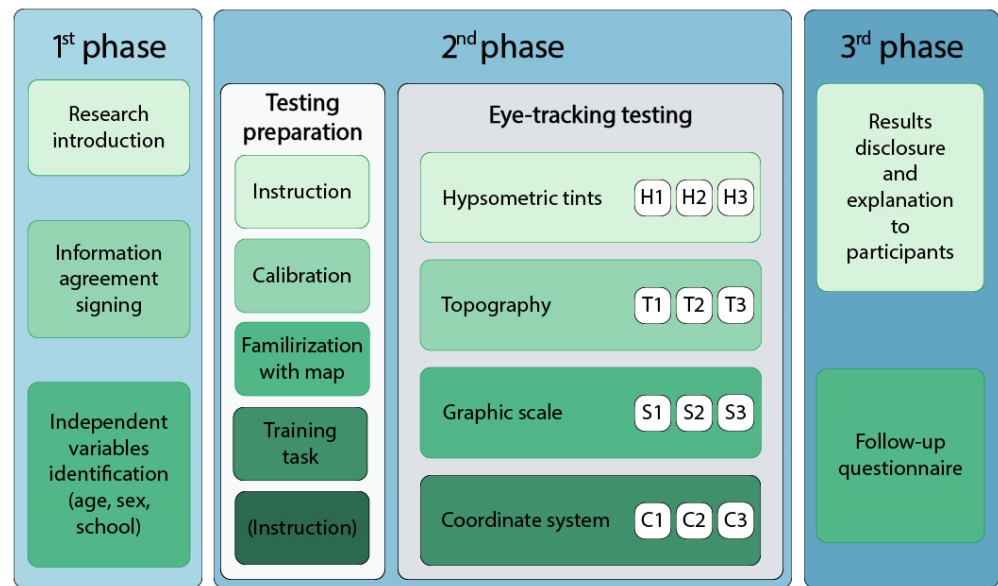 1st phase
Research
introduction
Information
agreement
signing
Independent
variables
identification
(age, sex,
school)
2nd phase
Testing
preparation
Instruction
Calibration
Familirization
with map
Training
task
(Instruction)
Eye-tracking testing
Hypsometric tints H1 H2 H3
Topography T1 T2 T3
Graphic scale S1 S2 S3
Coordinate system C1 C2 C3
3rd phase
Results
disclosure
and
explanation
to
participants
Follow-up
questionnaire